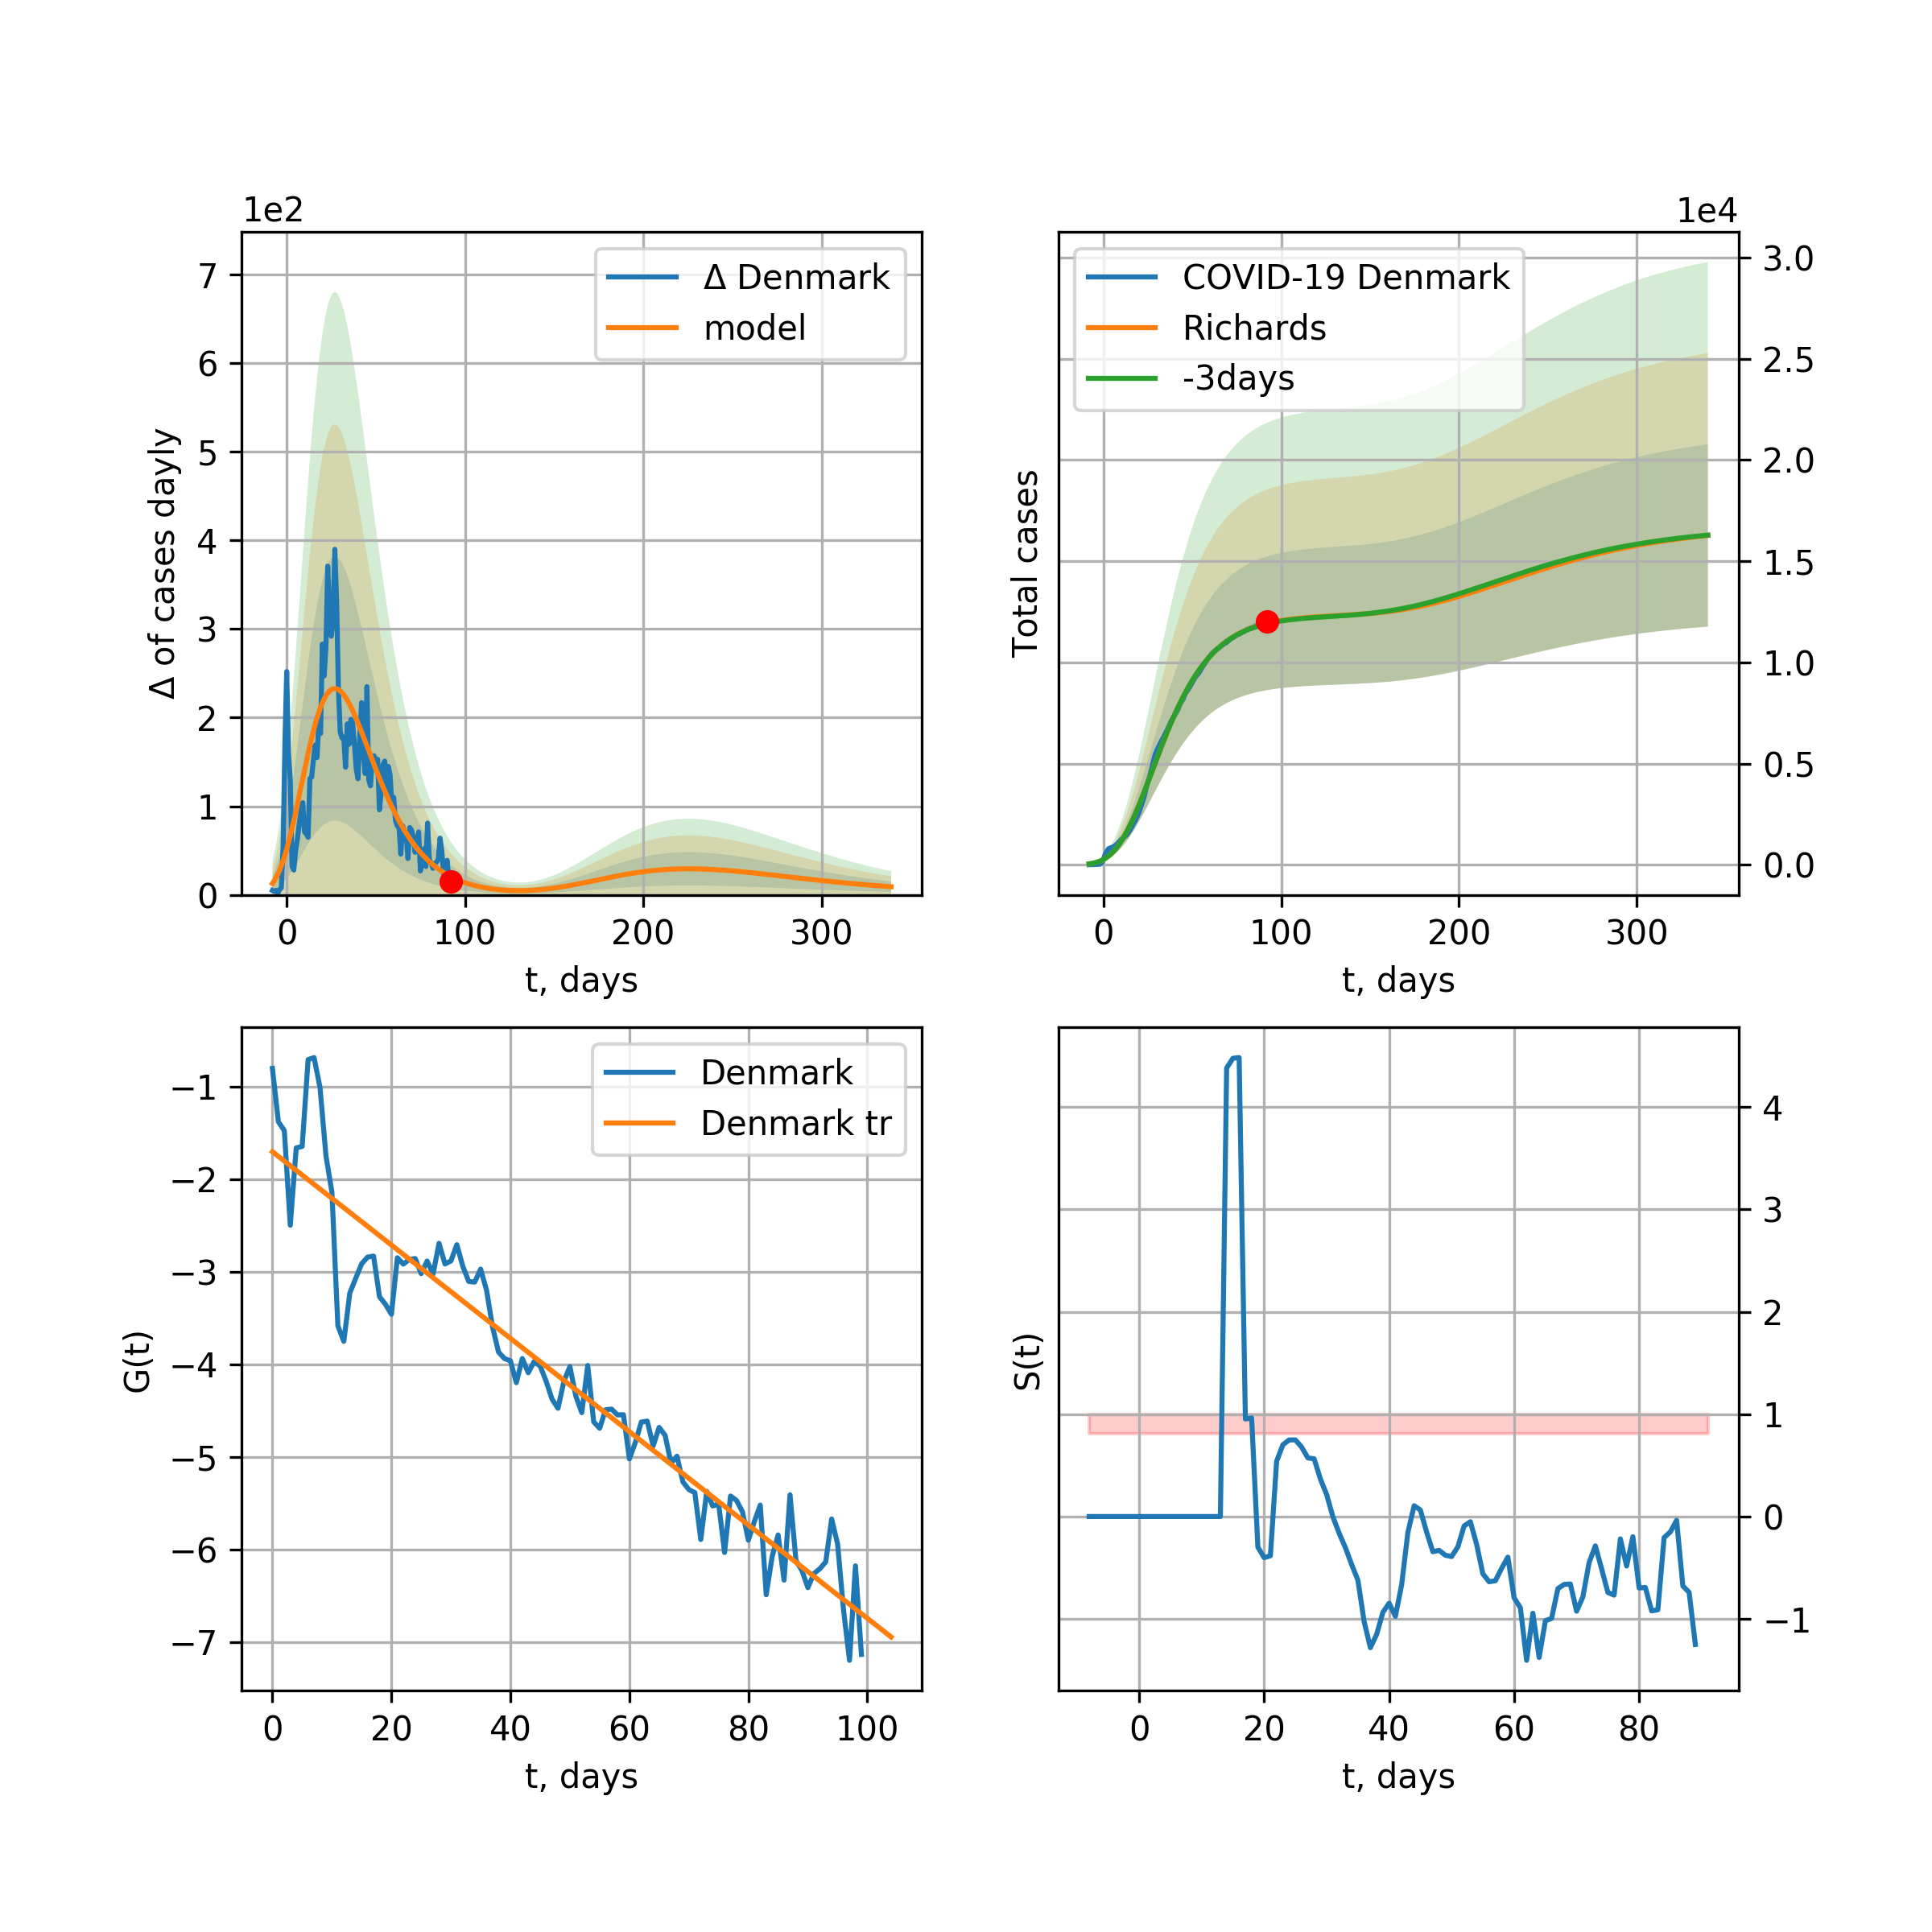 1e2
Δ of cases dayly
7
6
5
4
3
2
1
0
0 100 200 300
t, days
Δ Denmark
model
1e4
Total cases
3.0
2.5
2.0
1.5
1.0
0.5
0.0
0 100 200 300
t, days
COVID-19 Denmark
Richards
-3days
G(t)
−1
−2
−3
−4
−5
−6
−7
0 20 40 60 80 100
t, days
Denmark
Denmark tr
S(t)
4
3
2
1
0
−1
0 20 40 60 80
t, days